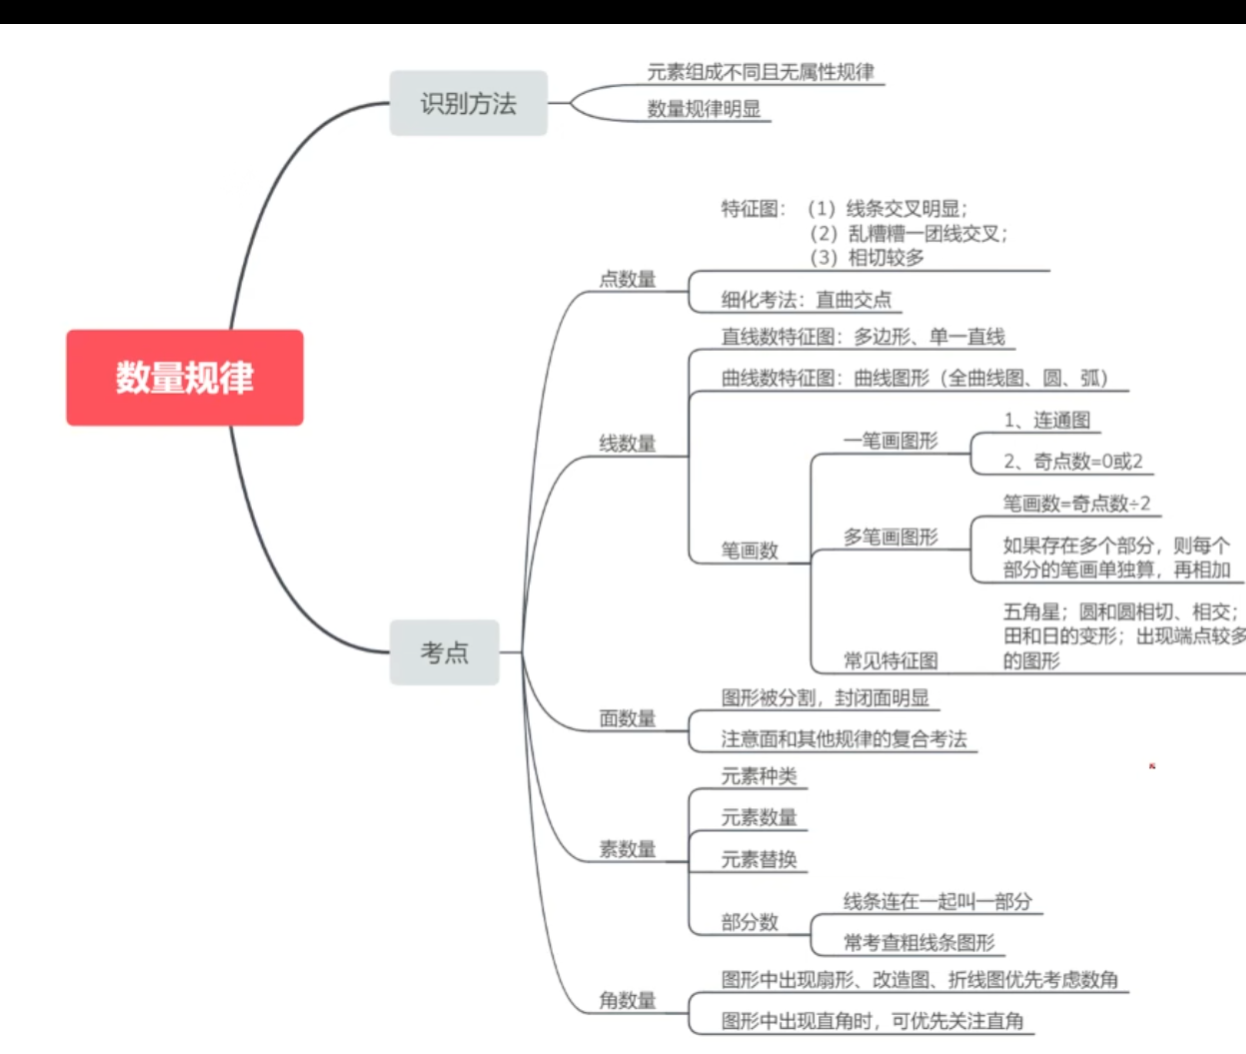 数量规律
识别方法
元素组成不同且无属性规律
数量规律明显
考点
点数量
特征图：（1）线条交叉明显；
（2）乱糟糟一团线交叉；
（3）相切较多
细化考法：直曲交点
线数量
直线数特征图：多边形、单一直线
曲线数特征图：曲线图形（全曲线图、圆、弧）
笔画数
一笔画图形
1、连通图
2、奇点数=0或2
多笔画图形
笔画数=奇点数÷2
如果存在多个部分，则每个
部分的笔画单独算，再相加
常见特征图
五角星；圆和圆相切、相交；
田和日的变形；出现端点较多
的图形
面数量
图形被分割，封闭面明显
注意面和其他规律的复合考法
素数量
元素种类
元素数量
元素替换
部分数
线条连在一起叫一部分
常考查粗线条图形
角数量
图形中出现扇形、改造图、折线图优先考虑数角
图形中出现直角时，可优先关注直角